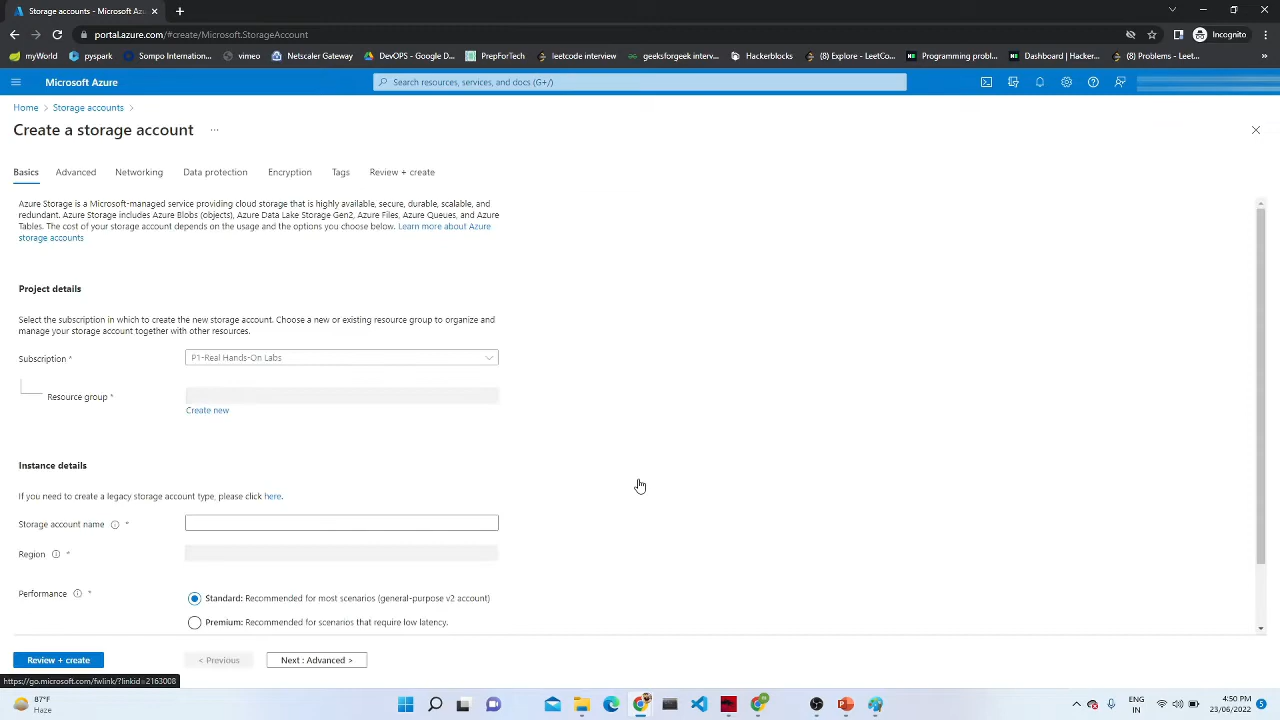 Storage accounts - Microsoft Azu
portal.azure.com/#create/Microsoft.StorageAccount
Incognito
myWorld
pyspark
Sompo Internation...
vimeo
Netscaler Gateway
DevOPS - Google D...
PrepForTech
leetcode interview
geeksforgeek interv...
Hackerblocks
(8) Explore - LeetCo...
Programming probl...
Dashboard | Hacker...
(8) Problems - Leet...
Microsoft Azure
Search resources, services, and docs (G+/)
Home > Storage accounts >
Create a storage account ...
Basics
Advanced
Networking
Data protection
Encryption
Tags
Review + create
Azure Storage is a Microsoft-managed service providing cloud storage that is highly available, secure, durable, scalable, and
redundant. Azure Storage includes Azure Blobs (objects), Azure Data Lake Storage Gen2, Azure Files, Azure Queues, and Azure
Tables. The cost of your storage account depends on the usage and the options you choose below. Learn more about Azure
storage accounts
Project details
Select the subscription in which to create the new storage account. Choose a new or existing resource group to organize and
manage your storage account together with other resources.
Subscription *
P1-Real Hands-On Labs
Resource group *
Create new
Instance details
If you need to create a legacy storage account type, please click here.
Storage account name *
Region *
Performance *
Standard: Recommended for most scenarios (general-purpose v2 account)
Premium: Recommended for scenarios that require low latency.
Review + create
< Previous
Next : Advanced >
https://go.microsoft.com/fwlink/?linkid=2163008
87°F
Haze
ENG
IN
4:50 PM
23/06/2022